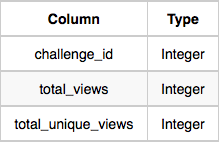 Column Type
challenge_id Integer
total_views Integer
total_unique_views Integer